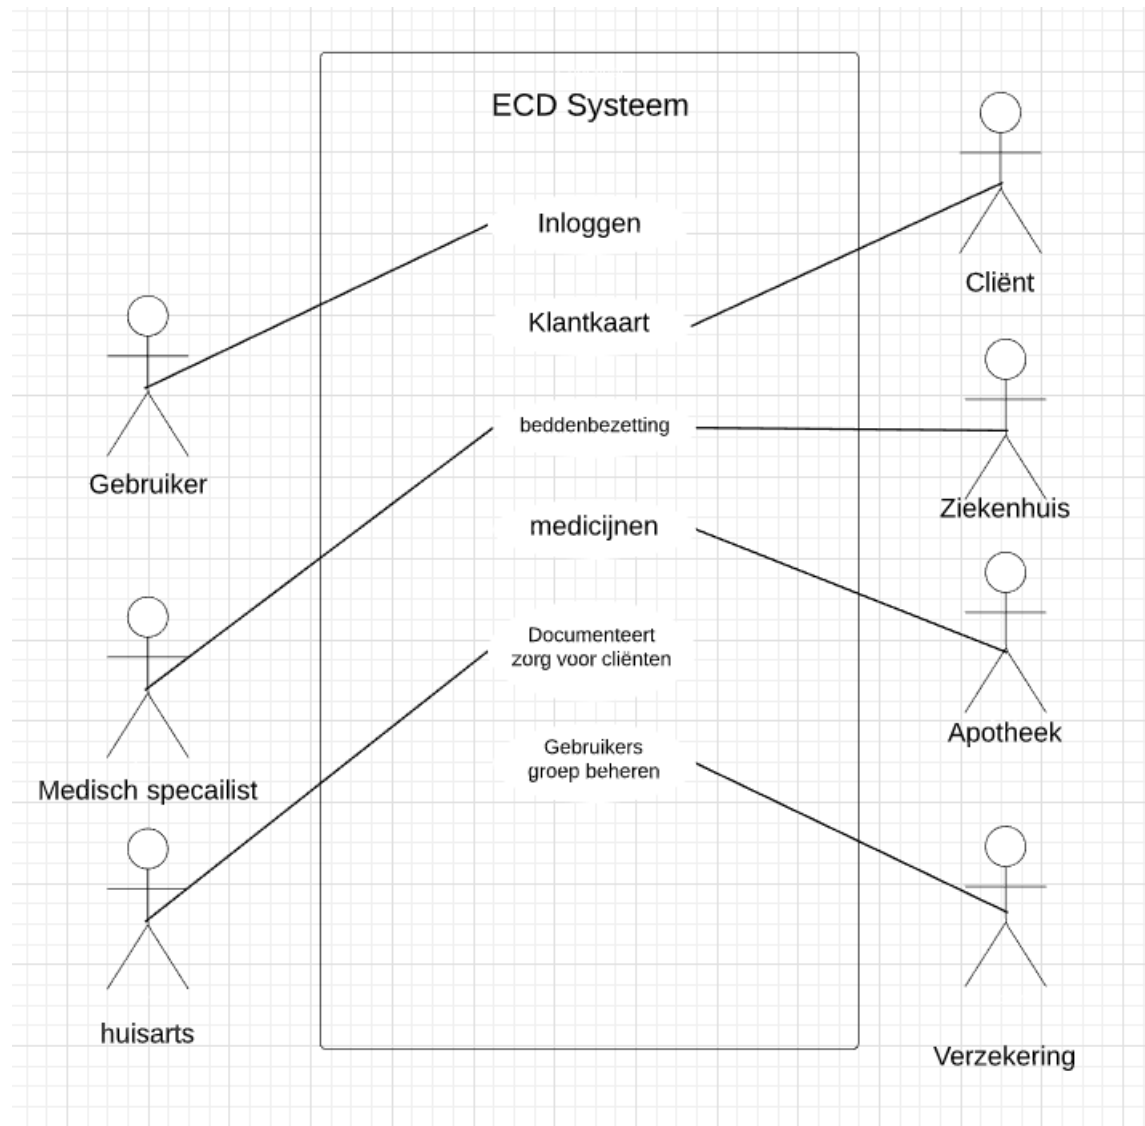 ECD Systeem
Inloggen
Cliënt
Klantkaart
Gebruiker
beddenbezetting
Ziekenhuis
medicijnen
Documenteert
zorg voor cliënten
Apotheek
Gebruikers
groep beheren
Medisch specailist
huisarts
Verzekering